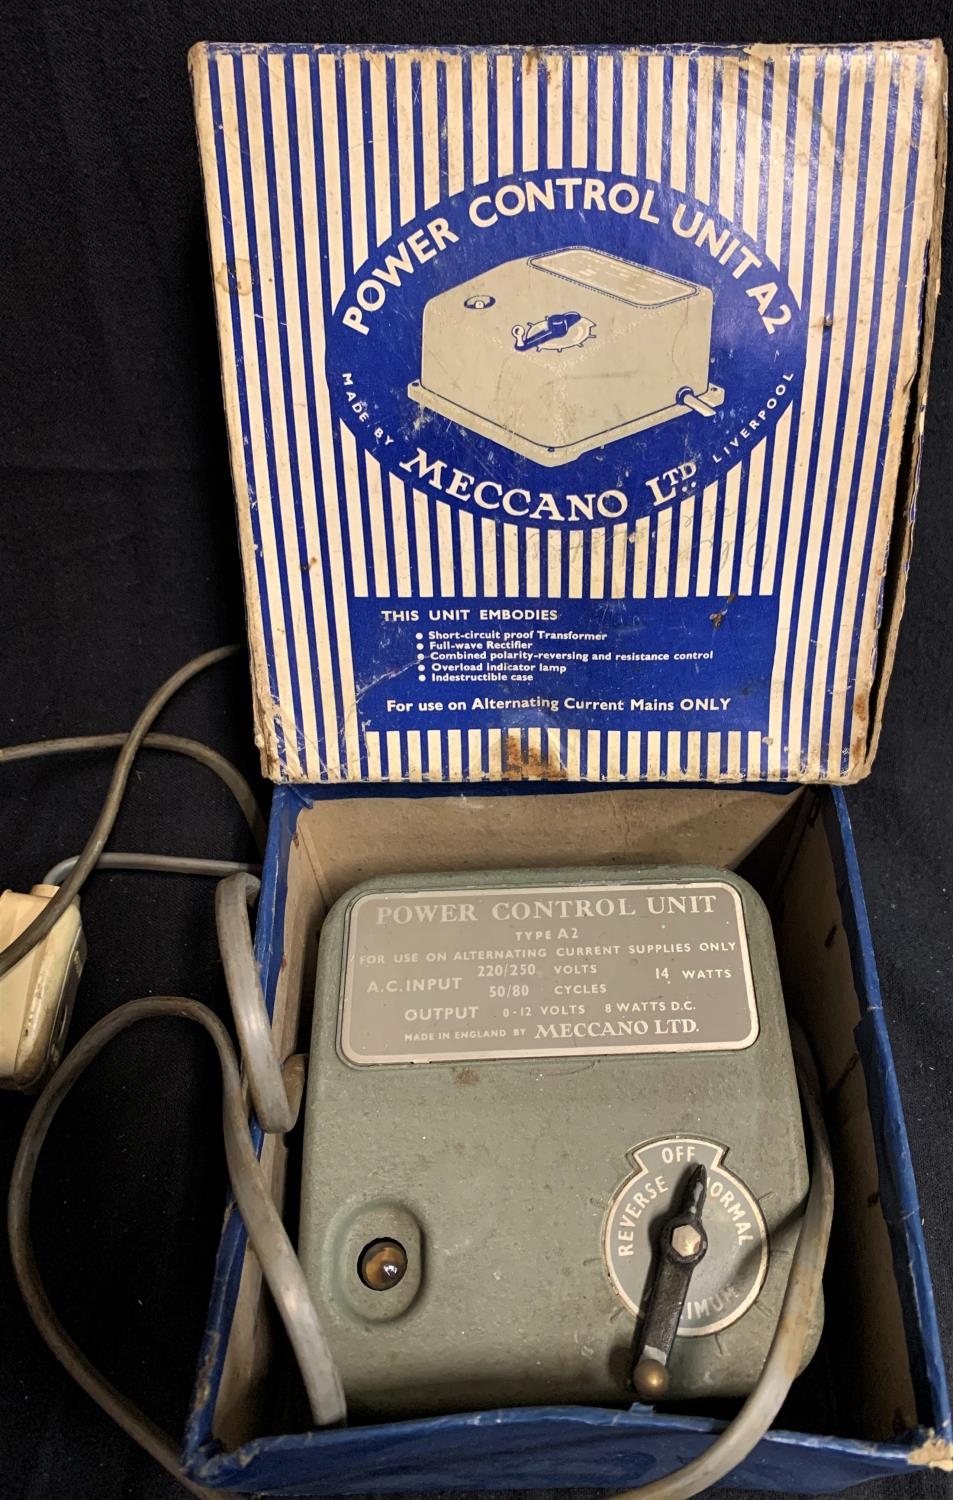 POWER CONTROL UNIT A2
MADE BY MECCANO LTD. LIVERPOOL
THIS UNIT EMBODIES
• Short-circuit proof Transformer
• Full-wave Rectifier
• Combined polarity-reversing and resistance control
• Overload indicator lamp
• Indestructible case
For use on Alternating Current Mains ONLY
POWER CONTROL UNIT
TYPE A2
FOR USE ON ALTERNATING CURRENT SUPPLIES ONLY
A.C. INPUT 220/250 VOLTS 14 WATTS
50/80 CYCLES
OUTPUT 0-12 VOLTS 8 WATTS D.C.
MADE IN ENGLAND BY MECCANO LTD.
OFF
REVERSE